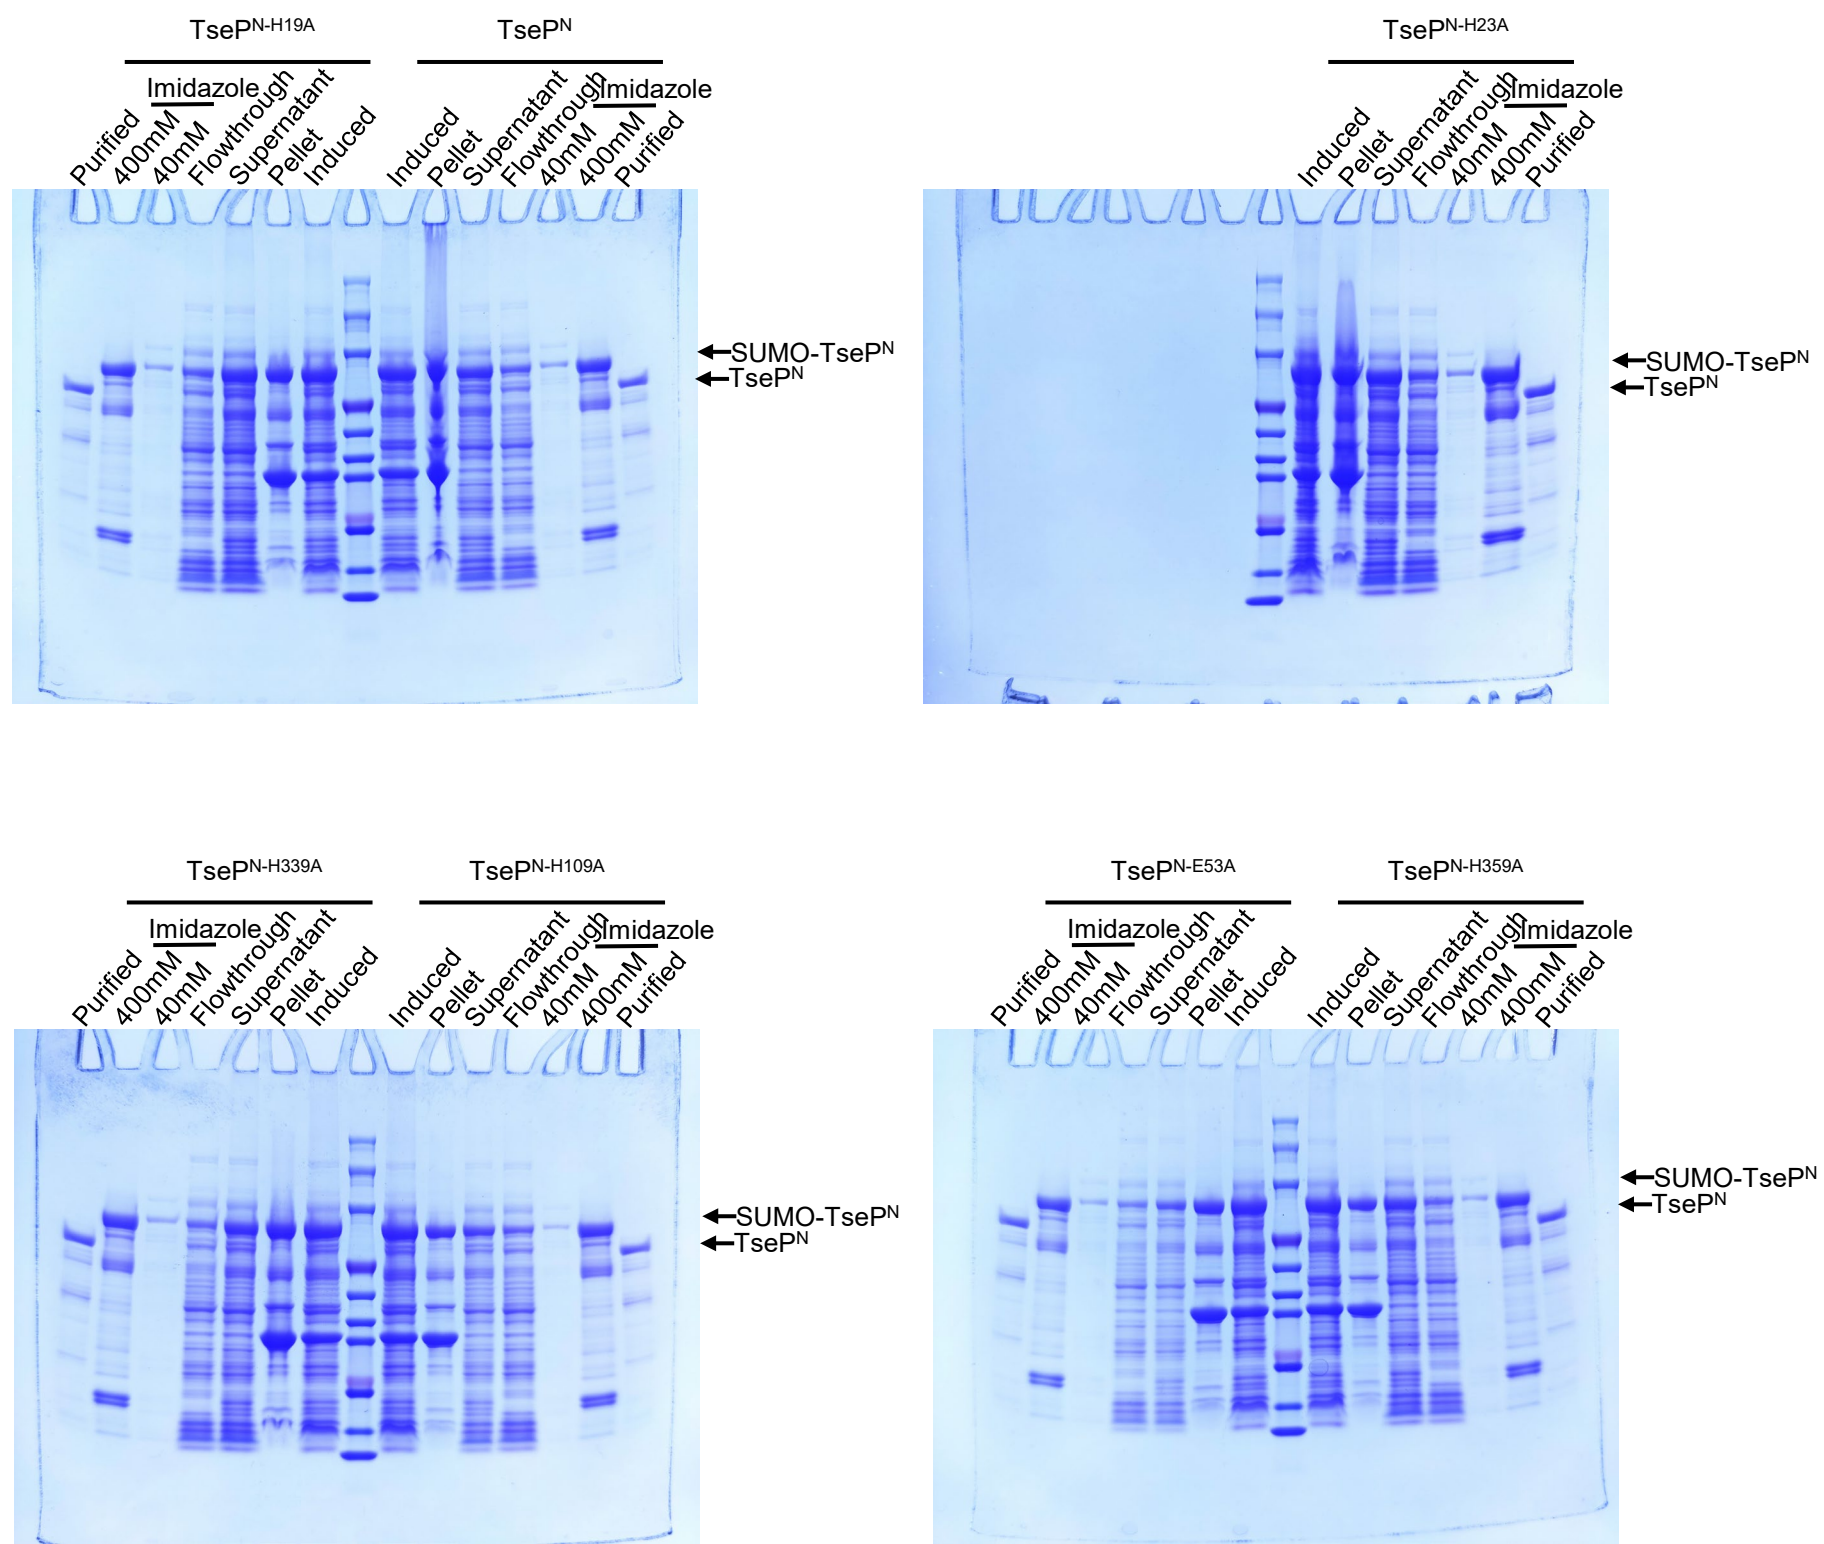 TsePN-H19A
TsePN
Imidazole
Imidazole
Purified
400mM
40mM
Flowthrough
Supernatant
Pellet
Induced
Induced
Pellet
Supernatant
Flowthrough
40mM
400mM
Purified
SUMO-TsePN
TsePN
TsePN-H23A
Imidazole
Induced
Pellet
Supernatant
Flowthrough
40mM
400mM
Purified
SUMO-TsePN
TsePN
TsePN-H339A
TsePN-H109A
Imidazole
Imidazole
Purified
400mM
40mM
Flowthrough
Supernatant
Pellet
Induced
Induced
Pellet
Supernatant
Flowthrough
40mM
400mM
Purified
SUMO-TsePN
TsePN
TsePN-E53A
TsePN-H359A
Imidazole
Imidazole
Purified
400mM
40mM
Flowthrough
Supernatant
Pellet
Induced
Induced
Pellet
Supernatant
Flowthrough
40mM
400mM
Purified
SUMO-TsePN
TsePN